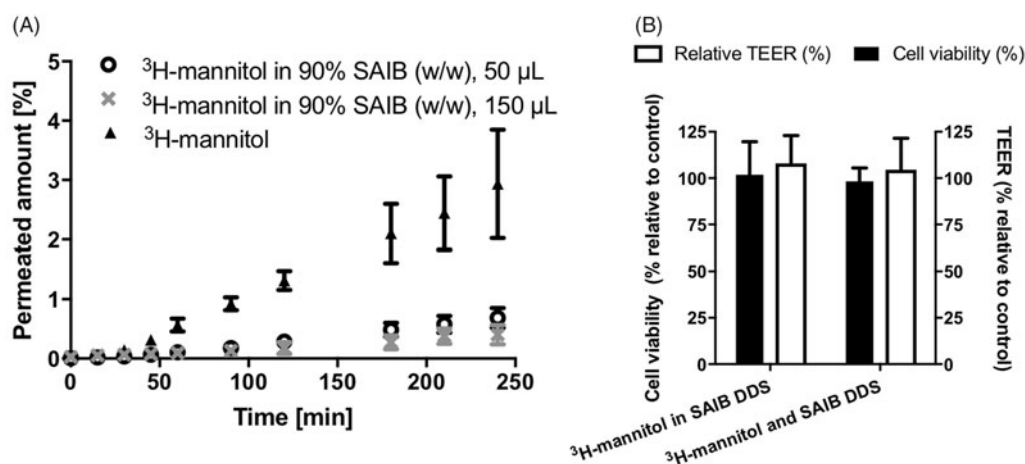 (A)
³H-mannitol in 90% SAIB (w/w), 50 µL
³H-mannitol in 90% SAIB (w/w), 150 µL
³H-mannitol
Permeated amount [%]
5
4
3
2
1
0
0
50
100
150
200
250
Time [min]
(B)
Relative TEER (%)
Cell viability (%)
Cell viability (% relative to control)
125
100
75
50
25
0
125
100
75
50
25
0
TEER (% relative to control)
³H-mannitol in SAIB DDS
³H-mannitol and SAIB DDS